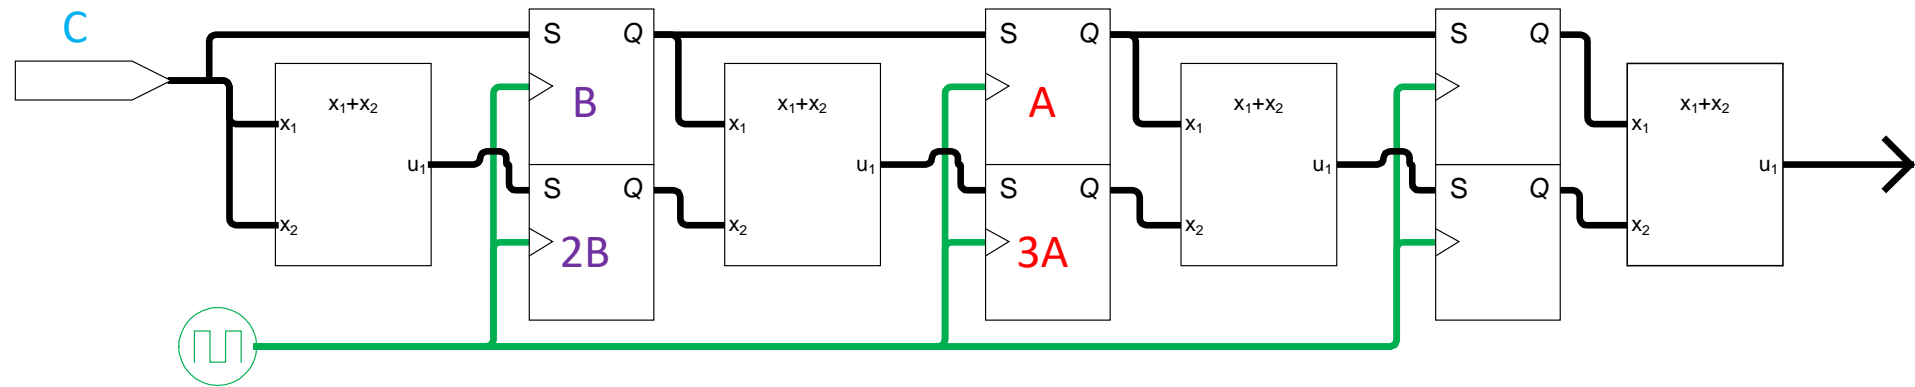 C
x₁+x₂
x₁
x₂
u₁
S Q
B
S Q
2B
x₁+x₂
x₁
x₂
u₁
S Q
A
S Q
3A
x₁+x₂
x₁
x₂
u₁
S Q
S Q
x₁+x₂
x₁
x₂
u₁